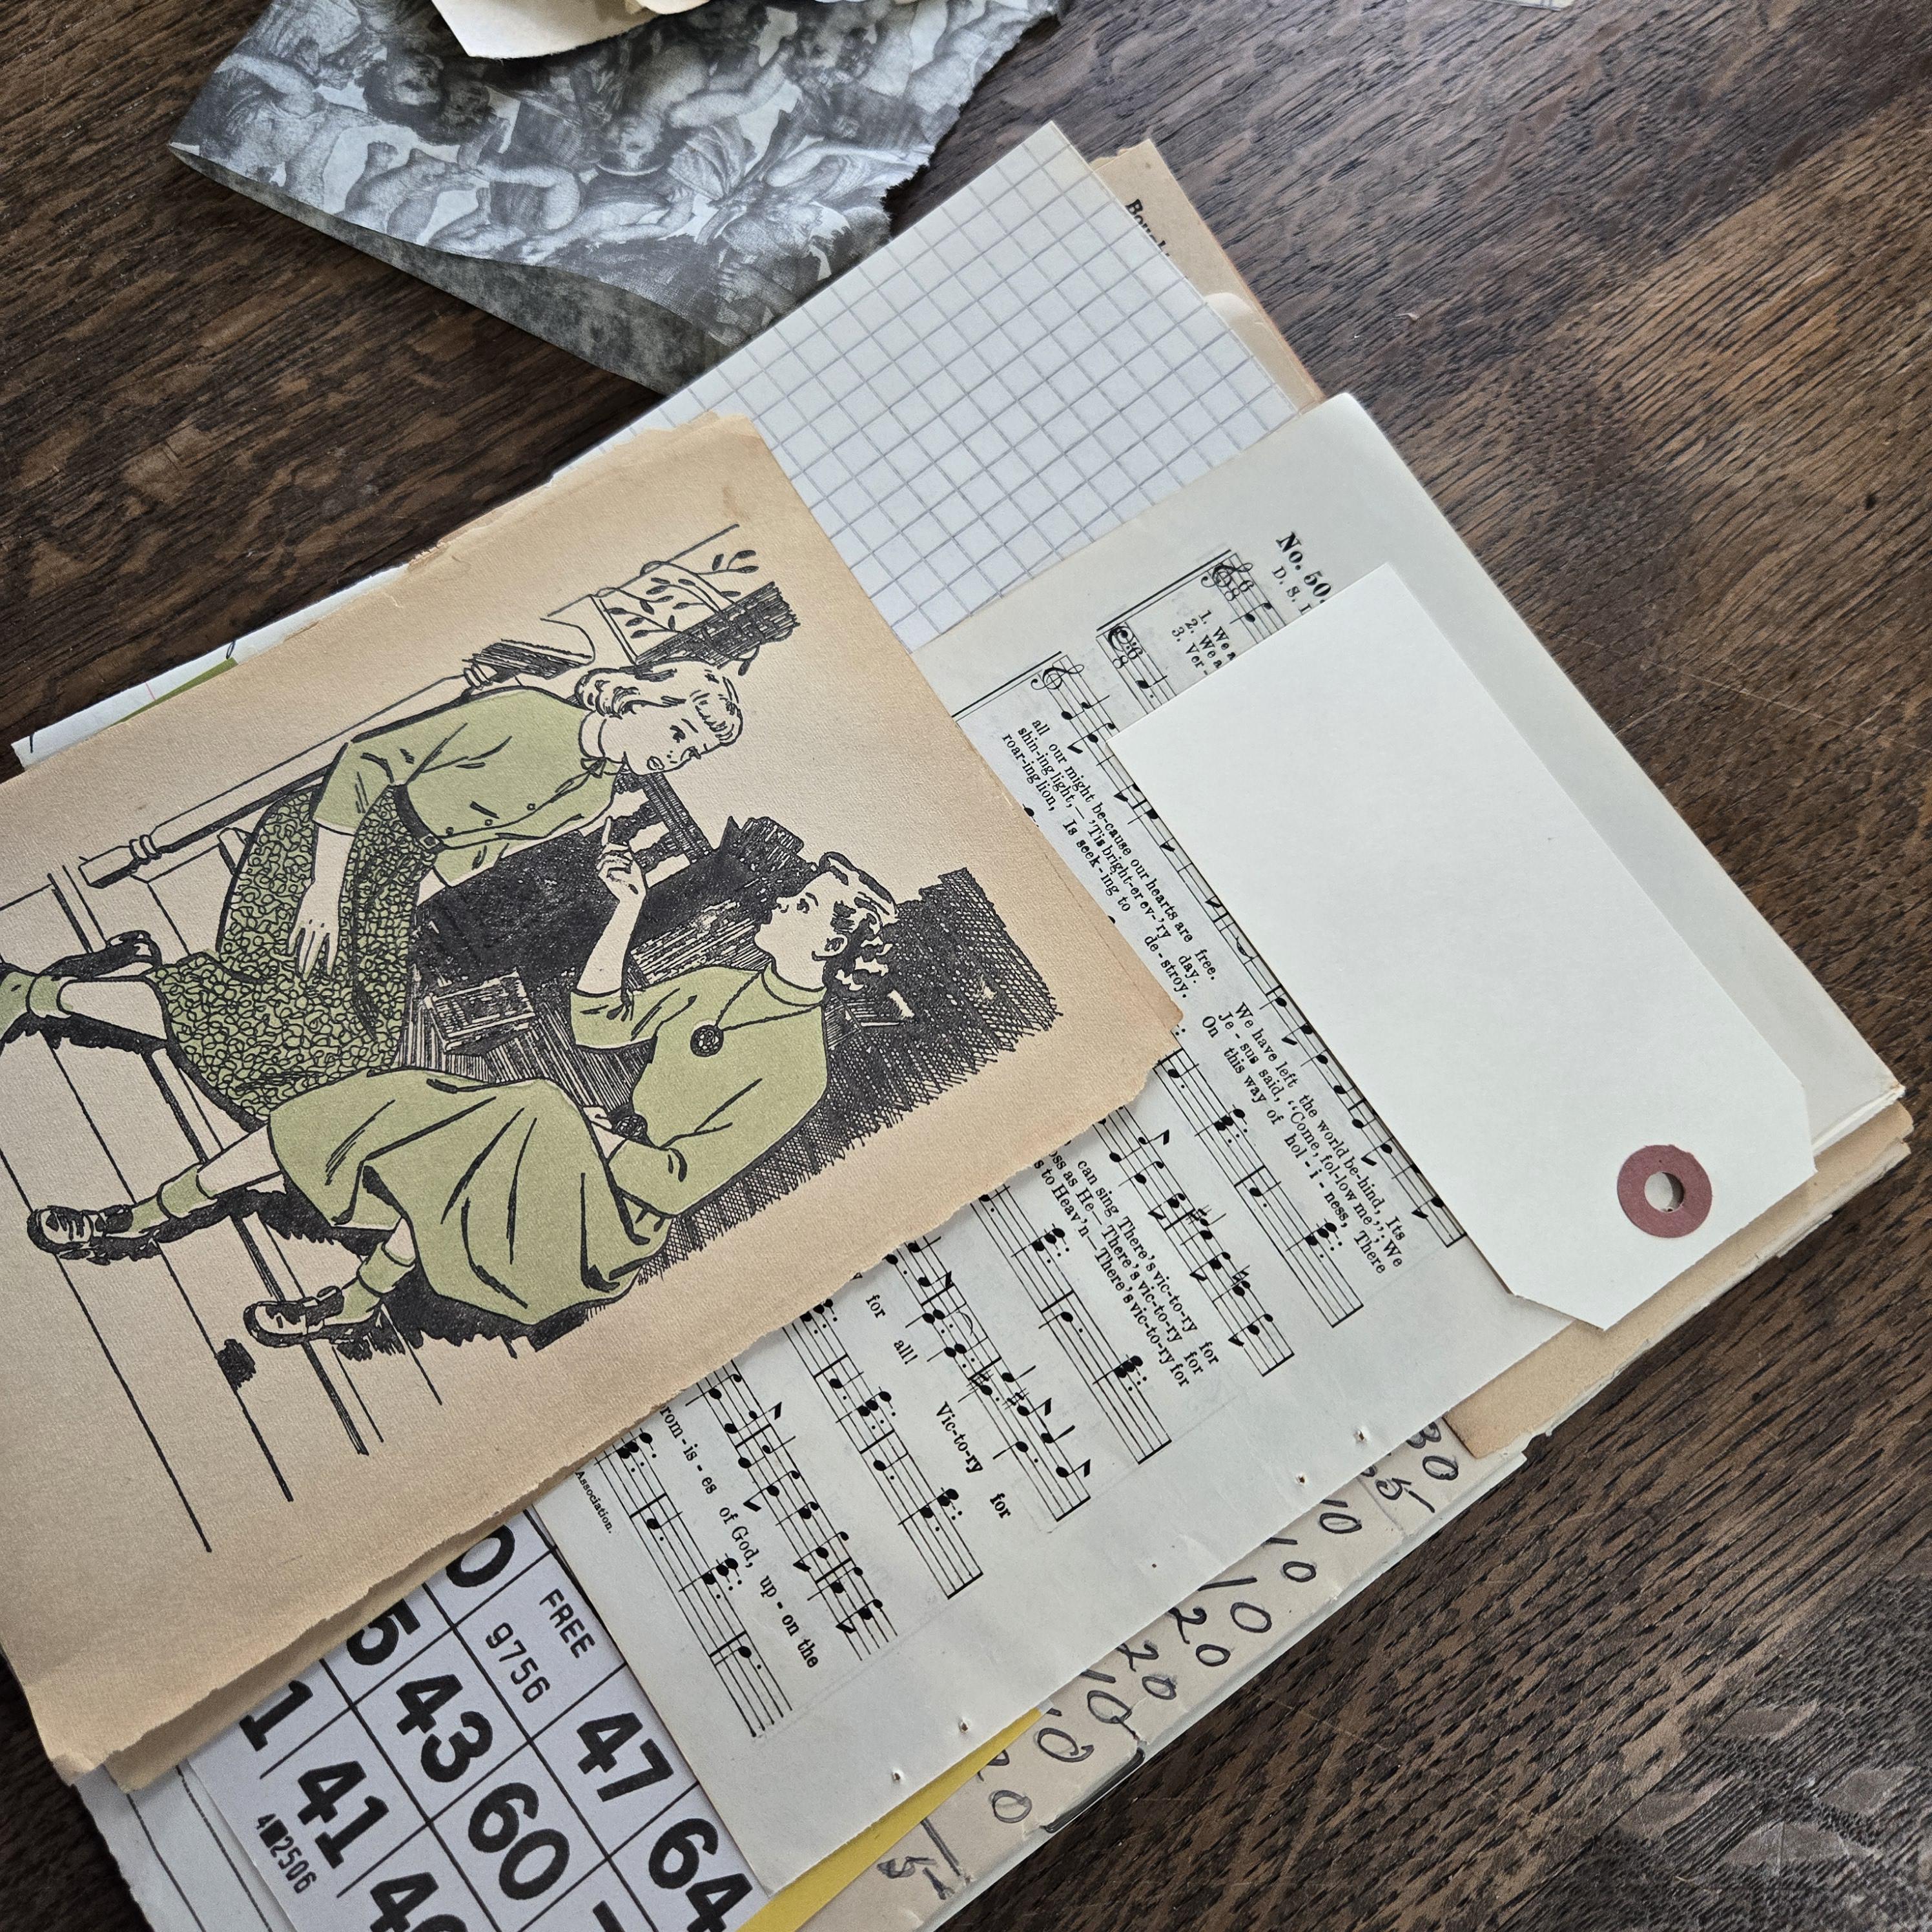 No. 50.
D. S.
1. We a
2. We a
3. Ver
all our might be-cause our hearts are free. We have left the world be-hind, Its
shin-ing light,—'Tis bright-er ev-'ry day. Je - sus said, "Come, fol-low me"; We
roar-ing lion, Is seek-ing to de-stroy. On this way of hol - i - ness, There
can sing There's vic-to-ry for
as He— There's vic-to-ry for
to Heav'n— There's vic-to-ry for
for all! Vic-to-ry for
rom-is - es of God, up - on the
Association.
FREE
9756
47
64
5
43
60
1
41
4M2506
30
10
10
10
20
20
10